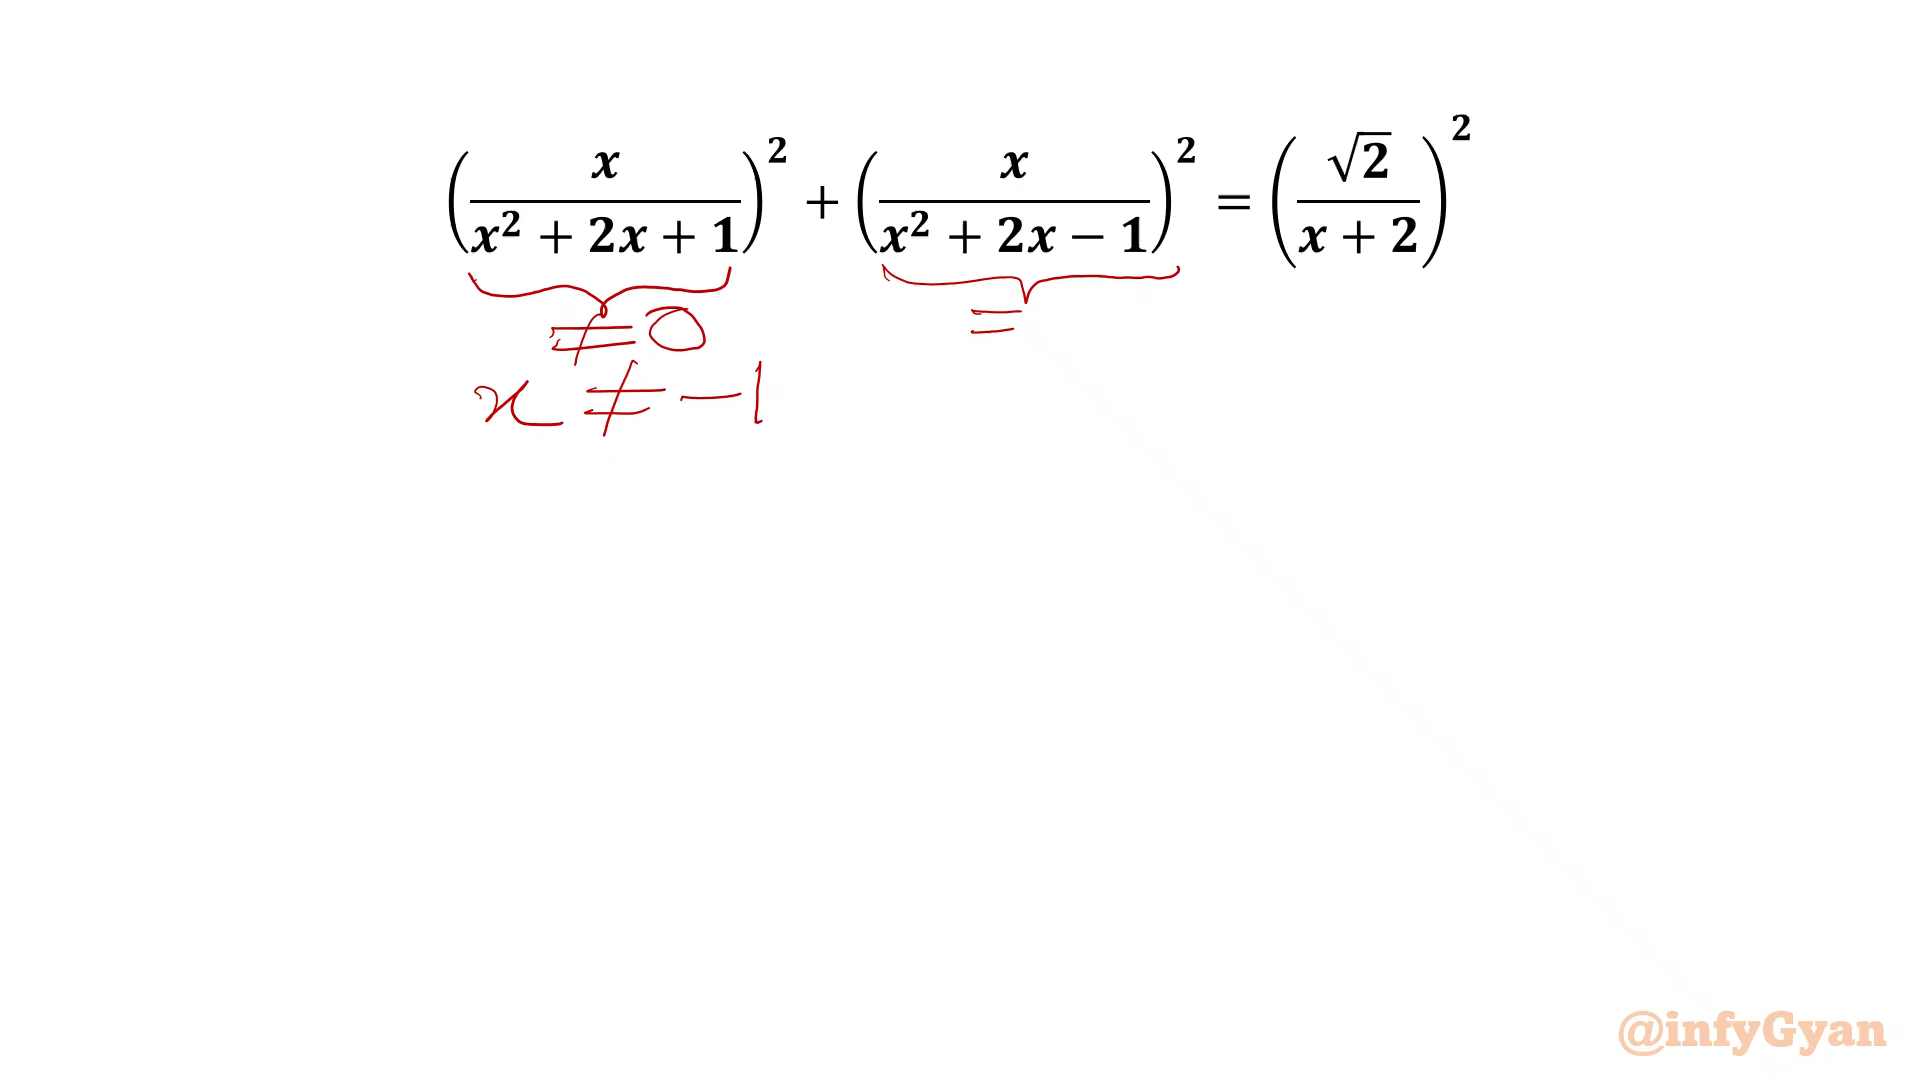 (x/(x² + 2x + 1))² + (x/(x² + 2x − 1))² = (√2/(x + 2))²
≠ 0 =
x ≠ −1
@infyGyan